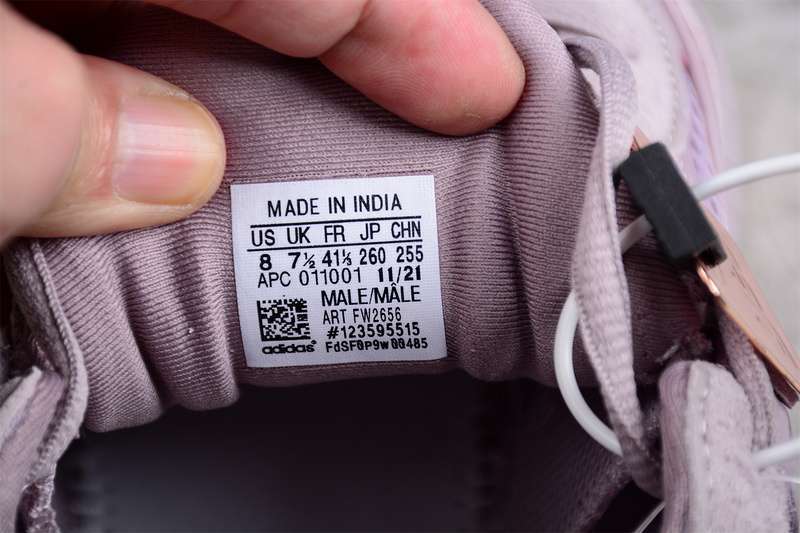 MADE IN INDIA
US UK FR JP CHN
8 7½ 41⅓ 260 255
APC 011001 11/21
MALE/MÂLE
ART FW2656
#123595515
adidas® FdSF0P9w00485